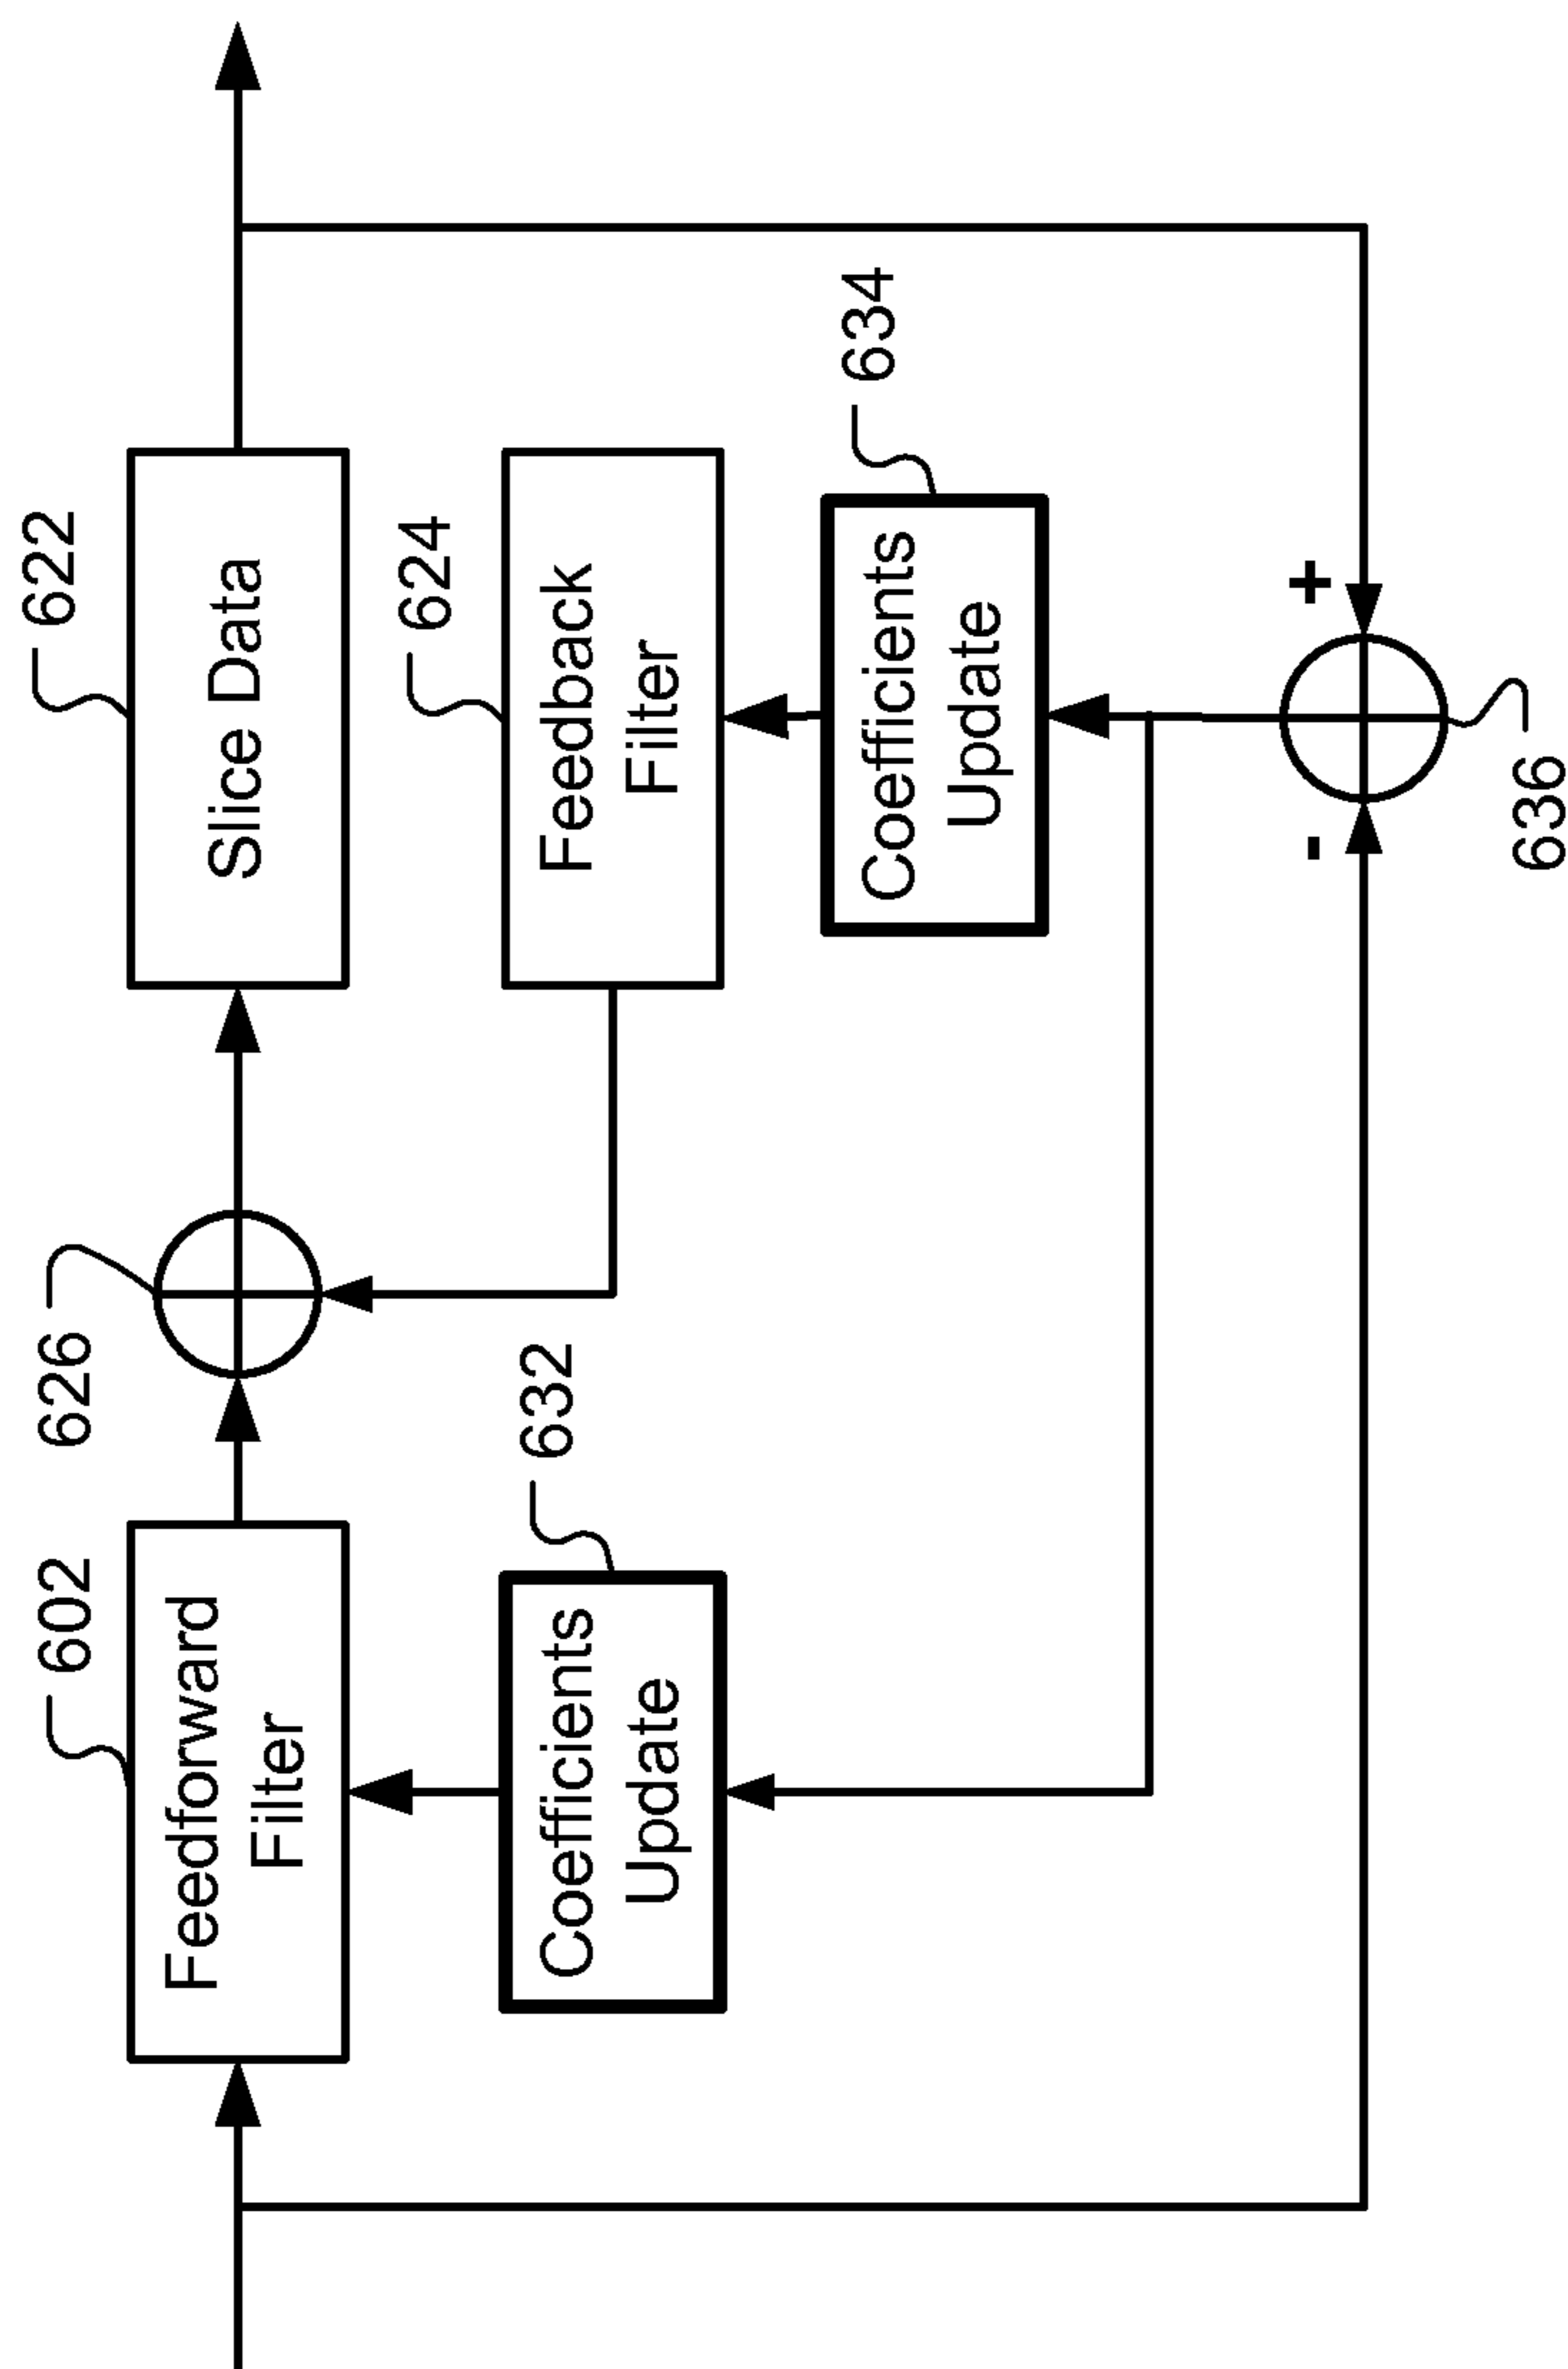 602
Feedforward
Filter
626
622
Slice Data
632
Coefficients
Update
624
Feedback
Filter
634
Coefficients
Update
-
+
636